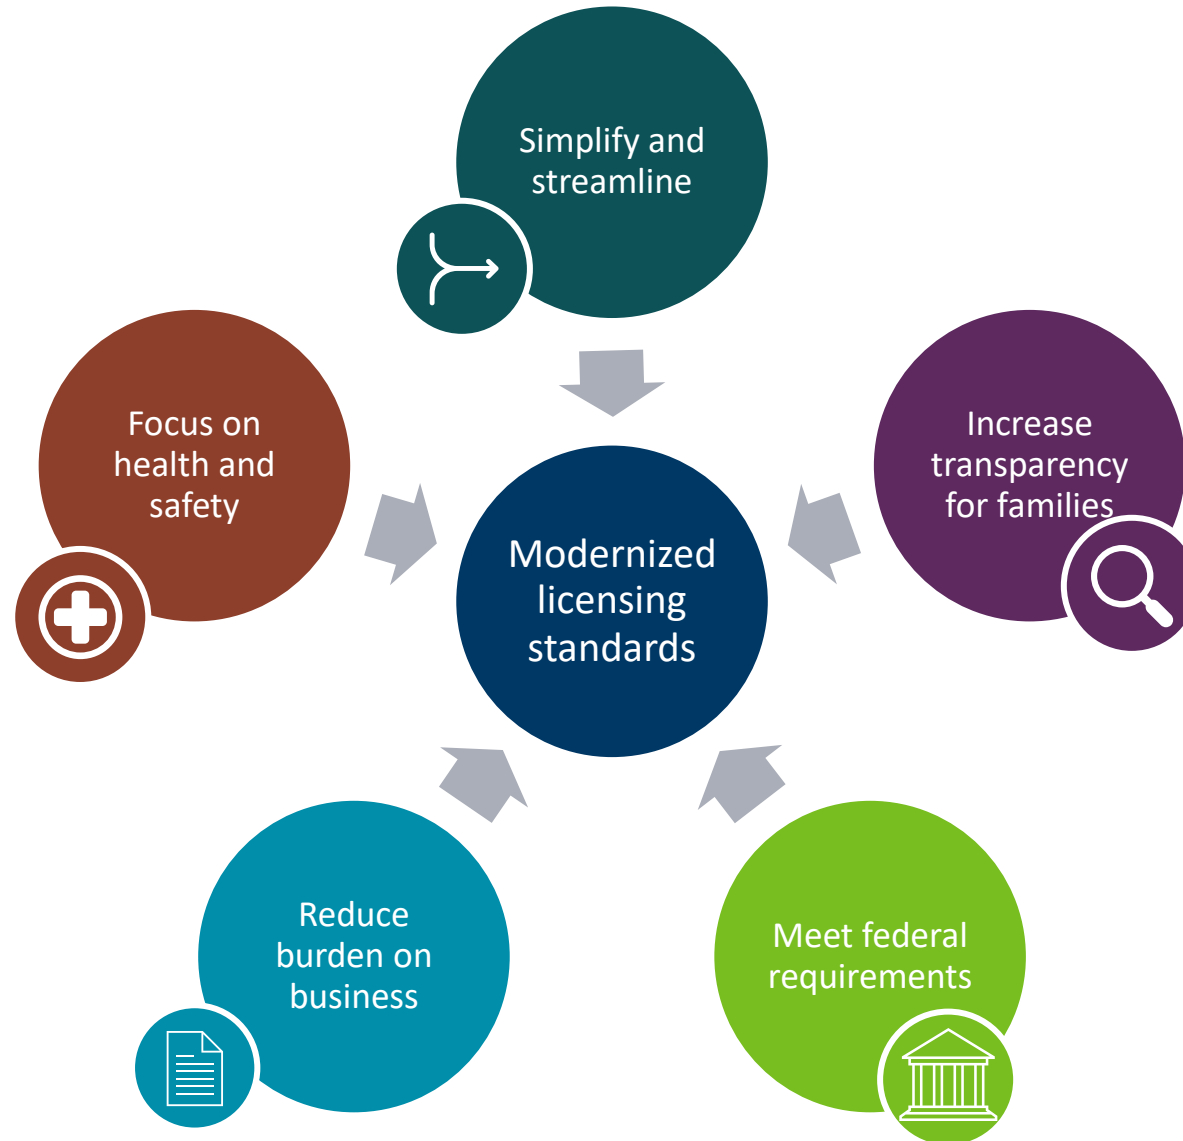 Simplify and
streamline
Increase
transparency
for families
Meet federal
requirements
Reduce
burden on
business
Focus on
health and
safety
Modernized
licensing
standards